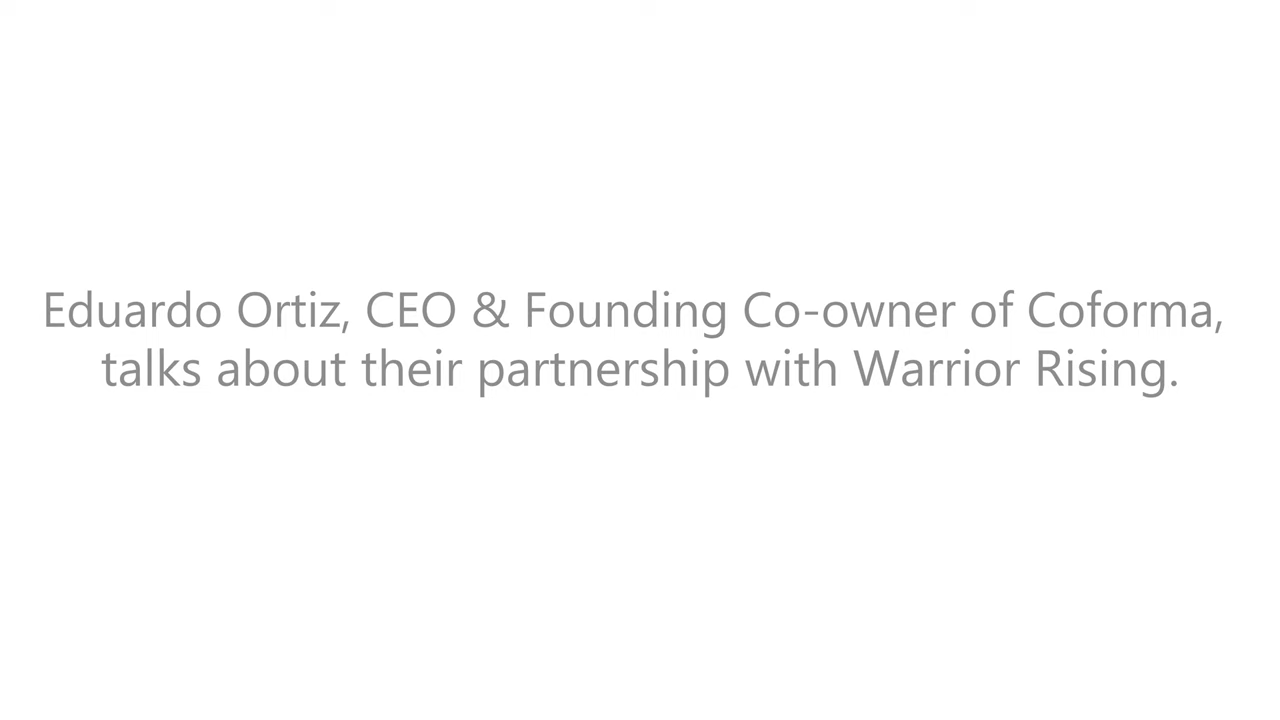 Eduardo Ortiz, CEO & Founding Co-owner of Coforma,
talks about their partnership with Warrior Rising.